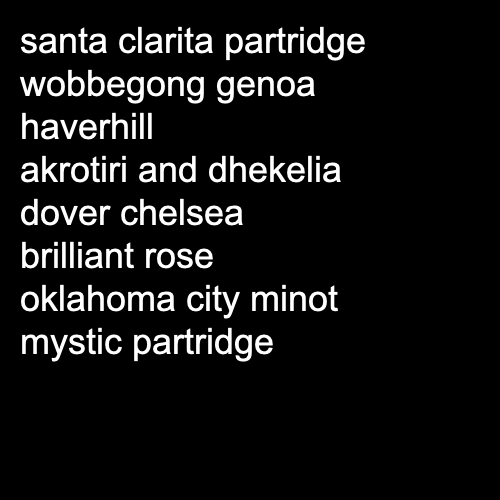 santa clarita partridge
wobbegong genoa
haverhill
akrotiri and dhekelia
dover chelsea
brilliant rose
oklahoma city minot
mystic partridge